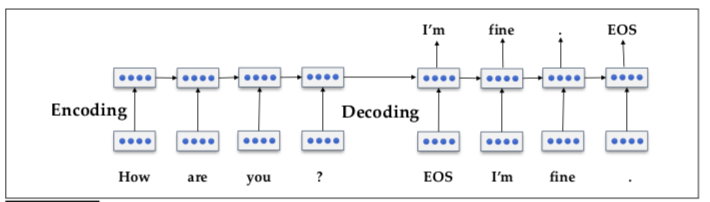 I'm fine . EOS
Encoding
Decoding
How are you ? EOS I'm fine .